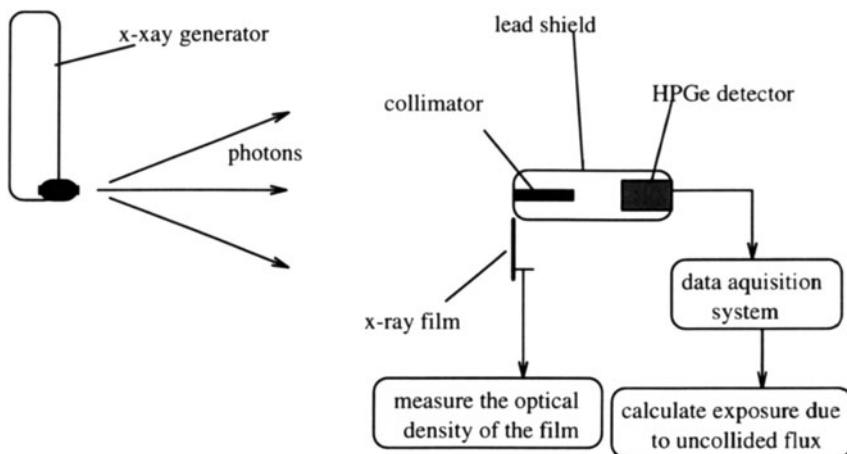 x-xay generator
lead shield
collimator
HPGe detector
photons
x-ray film
data aquisition
system
measure the optical
density of the film
calculate exposure due
to uncollided flux